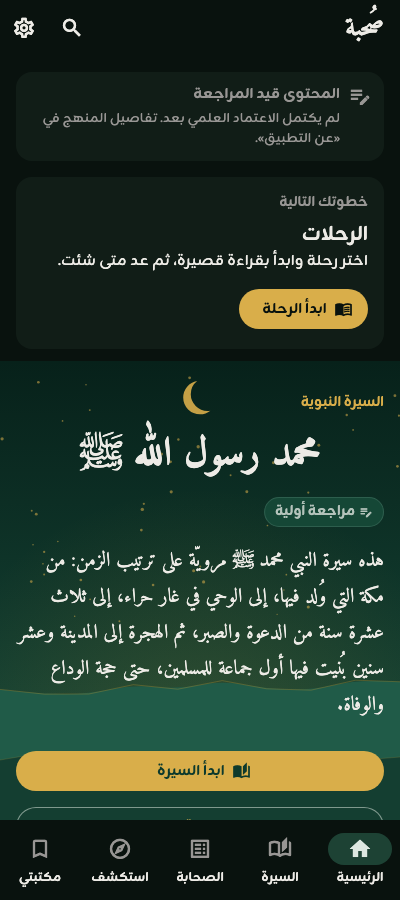 صُحبة
المحتوى قيد المراجعة
لم يكتمل الاعتماد العلمي بعد. تفاصيل المنهج في
«عن التطبيق».
خطوتك التالية
الرحلات
اختر رحلة وابدأ بقراءة قصيرة، ثم عد متى شئت.
ابدأ الرحلة
السيرة النبوية
محمد رسول الله ﷺ
مراجعة أولية
هذه سيرة النبي محمد ﷺ مرويّة على ترتيب الزمن: من
مكة التي وُلد فيها، إلى الوحي في غار حراء، إلى ثلاث
عشرة سنة من الدعوة والصبر، ثم الهجرة إلى المدينة وعشر
سنين بُنيت فيها أول جماعة للمسلمين، حتى حجة الوداع
والوفاة.
ابدأ السيرة
الرئيسية
السيرة
الصحابة
استكشف
مكتبتي